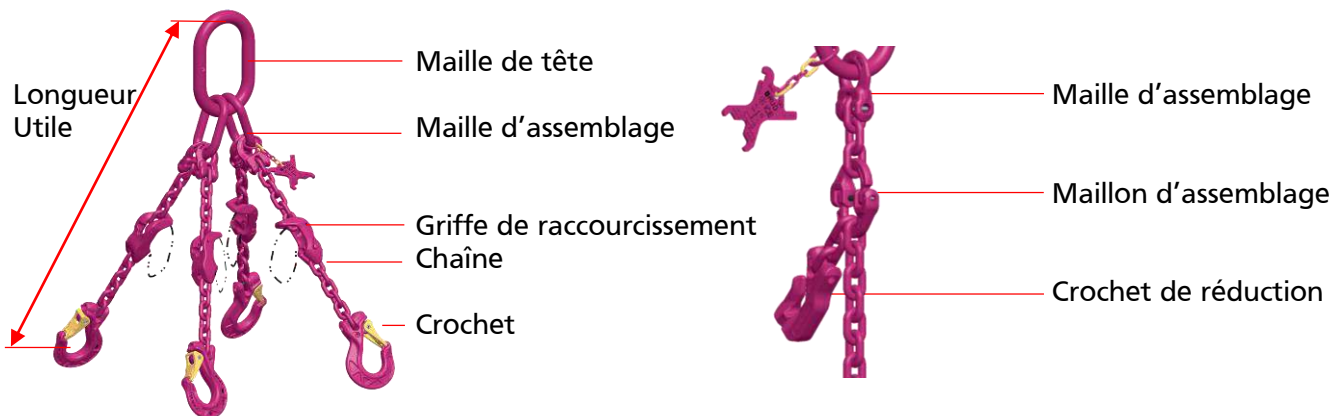 Longueur
Utile
Maille de tête
Maille d’assemblage
Griffe de raccourcissement
Chaîne
Crochet
Maille d’assemblage
Maillon d’assemblage
Crochet de réduction